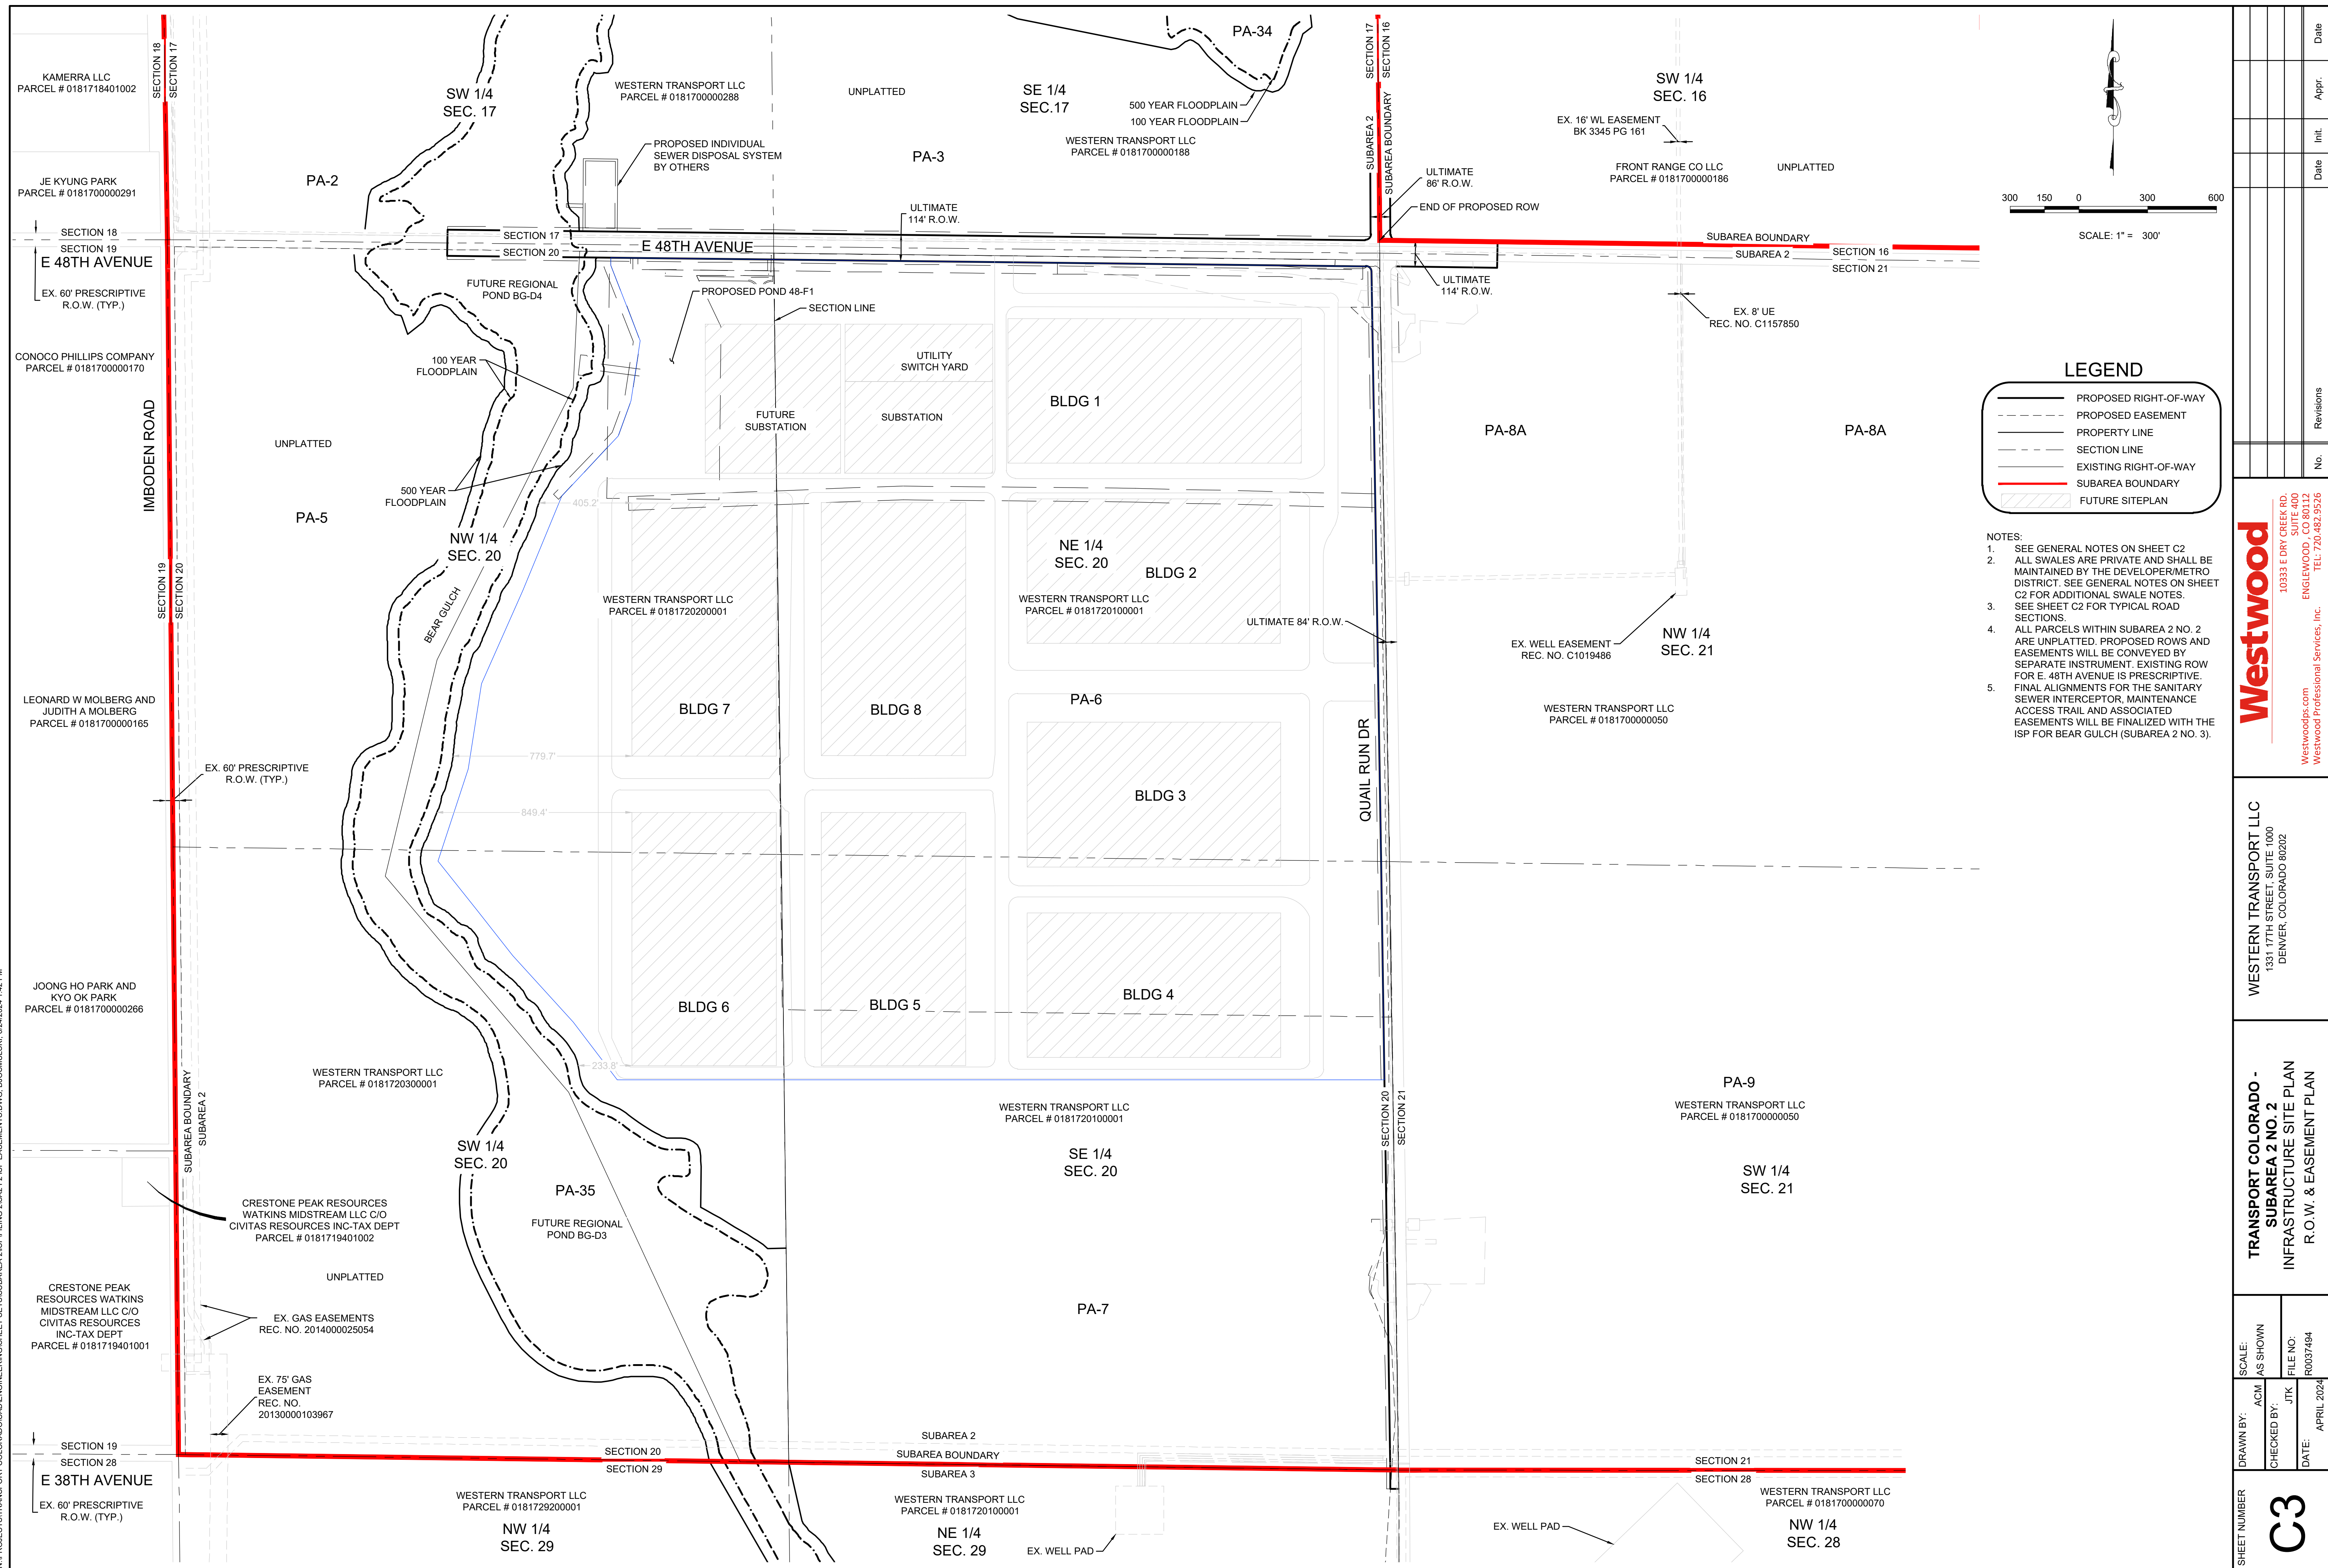 KAMERRA LLC
PARCEL # 0181718401002
SECTION 18
SECTION 17
SW 1/4
SEC. 17
WESTERN TRANSPORT LLC
PARCEL # 0181700000288
UNPLATTED
SE 1/4
SEC.17
PA-34
500 YEAR FLOODPLAIN
100 YEAR FLOODPLAIN
WESTERN TRANSPORT LLC
PARCEL # 0181700000188
SECTION 17
SECTION 16
SUBAREA 2
SUBAREA BOUNDARY
SW 1/4
SEC. 16
EX. 16' WL EASEMENT
BK 3345 PG 161
FRONT RANGE CO LLC
PARCEL # 0181700000186
UNPLATTED
JE KYUNG PARK
PARCEL # 0181700000291
PA-2
PROPOSED INDIVIDUAL
SEWER DISPOSAL SYSTEM
BY OTHERS
PA-3
ULTIMATE
114' R.O.W.
ULTIMATE
86' R.O.W.
END OF PROPOSED ROW
300 150 0 300 600
SCALE: 1" = 300'
SECTION 18
SECTION 19
E 48TH AVENUE
EX. 60' PRESCRIPTIVE
R.O.W. (TYP.)
SECTION 17
SECTION 20
E 48TH AVENUE
SUBAREA BOUNDARY
SUBAREA 2
SECTION 16
SECTION 21
FUTURE REGIONAL
POND BG-D4
PROPOSED POND 48-F1
SECTION LINE
ULTIMATE
114' R.O.W.
EX. 8' UE
REC. NO. C1157850
CONOCO PHILLIPS COMPANY
PARCEL # 0181700000170
IMBODEN ROAD
100 YEAR
FLOODPLAIN
UTILITY
SWITCH YARD
FUTURE
SUBSTATION
SUBSTATION
BLDG 1
PA-8A
PA-8A
UNPLATTED
500 YEAR
FLOODPLAIN
PA-5
405.2'
NW 1/4
SEC. 20
NE 1/4
SEC. 20
BLDG 2
SECTION 19
SECTION 20
BEAR GULCH
WESTERN TRANSPORT LLC
PARCEL # 0181720200001
WESTERN TRANSPORT LLC
PARCEL # 0181720100001
ULTIMATE 84' R.O.W.
EX. WELL EASEMENT
REC. NO. C1019486
NW 1/4
SEC. 21
LEONARD W MOLBERG AND
JUDITH A MOLBERG
PARCEL # 0181700000165
BLDG 7
BLDG 8
PA-6
WESTERN TRANSPORT LLC
PARCEL # 0181700000050
QUAIL RUN DR
EX. 60' PRESCRIPTIVE
R.O.W. (TYP.)
779.7'
849.4'
BLDG 3
JOONG HO PARK AND
KYO OK PARK
PARCEL # 0181700000266
BLDG 6
BLDG 5
BLDG 4
233.8'
WESTERN TRANSPORT LLC
PARCEL # 0181720300001
SUBAREA BOUNDARY
SUBAREA 2
WESTERN TRANSPORT LLC
PARCEL # 0181720100001
SECTION 20
SECTION 21
PA-9
WESTERN TRANSPORT LLC
PARCEL # 0181700000050
SW 1/4
SEC. 20
SE 1/4
SEC. 20
SW 1/4
SEC. 21
CRESTONE PEAK RESOURCES
WATKINS MIDSTREAM LLC C/O
CIVITAS RESOURCES INC-TAX DEPT
PARCEL # 0181719401002
PA-35
FUTURE REGIONAL
POND BG-D3
UNPLATTED
CRESTONE PEAK
RESOURCES WATKINS
MIDSTREAM LLC C/O
CIVITAS RESOURCES
INC-TAX DEPT
PARCEL # 0181719401001
EX. GAS EASEMENTS
REC. NO. 2014000025054
PA-7
EX. 75' GAS
EASEMENT
REC. NO.
20130000103967
SECTION 19
SECTION 28
E 38TH AVENUE
EX. 60' PRESCRIPTIVE
R.O.W. (TYP.)
SECTION 20
SECTION 29
SUBAREA 2
SUBAREA BOUNDARY
SUBAREA 3
SECTION 21
SECTION 28
WESTERN TRANSPORT LLC
PARCEL # 0181729200001
NW 1/4
SEC. 29
WESTERN TRANSPORT LLC
PARCEL # 0181720100001
NE 1/4
SEC. 29
EX. WELL PAD
EX. WELL PAD
WESTERN TRANSPORT LLC
PARCEL # 0181700000070
NW 1/4
SEC. 28
LEGEND
PROPOSED RIGHT-OF-WAY
PROPOSED EASEMENT
PROPERTY LINE
SECTION LINE
EXISTING RIGHT-OF-WAY
SUBAREA BOUNDARY
FUTURE SITEPLAN
NOTES:
1. SEE GENERAL NOTES ON SHEET C2
2. ALL SWALES ARE PRIVATE AND SHALL BE
MAINTAINED BY THE DEVELOPER/METRO
DISTRICT. SEE GENERAL NOTES ON SHEET
C2 FOR ADDITIONAL SWALE NOTES.
3. SEE SHEET C2 FOR TYPICAL ROAD
SECTIONS.
4. ALL PARCELS WITHIN SUBAREA 2 NO. 2
ARE UNPLATTED. PROPOSED ROWS AND
EASEMENTS WILL BE CONVEYED BY
SEPARATE INSTRUMENT. EXISTING ROW
FOR E. 48TH AVENUE IS PRESCRIPTIVE.
5. FINAL ALIGNMENTS FOR THE SANITARY
SEWER INTERCEPTOR, MAINTENANCE
ACCESS TRAIL AND ASSOCIATED
EASEMENTS WILL BE FINALIZED WITH THE
ISP FOR BEAR GULCH (SUBAREA 2 NO. 3).
No. Revisions Date Init. Appr. Date
Westwood
10333 E DRY CREEK RD.
SUITE 400
ENGLEWOOD , CO 80112
TEL: 720.482.9526
Westwoodps.com
Westwood Professional Services, Inc.
WESTERN TRANSPORT LLC
1331 17TH STREET, SUITE 1000
DENVER, COLORADO 80202
TRANSPORT COLORADO -
SUBAREA 2 NO. 2
INFRASTRUCTURE SITE PLAN
R.O.W. & EASEMENT PLAN
SCALE:
AS SHOWN
FILE NO:
R0037494
DRAWN BY:
ACM
CHECKED BY:
JTK
DATE:
APRIL 2024
SHEET NUMBER
C3